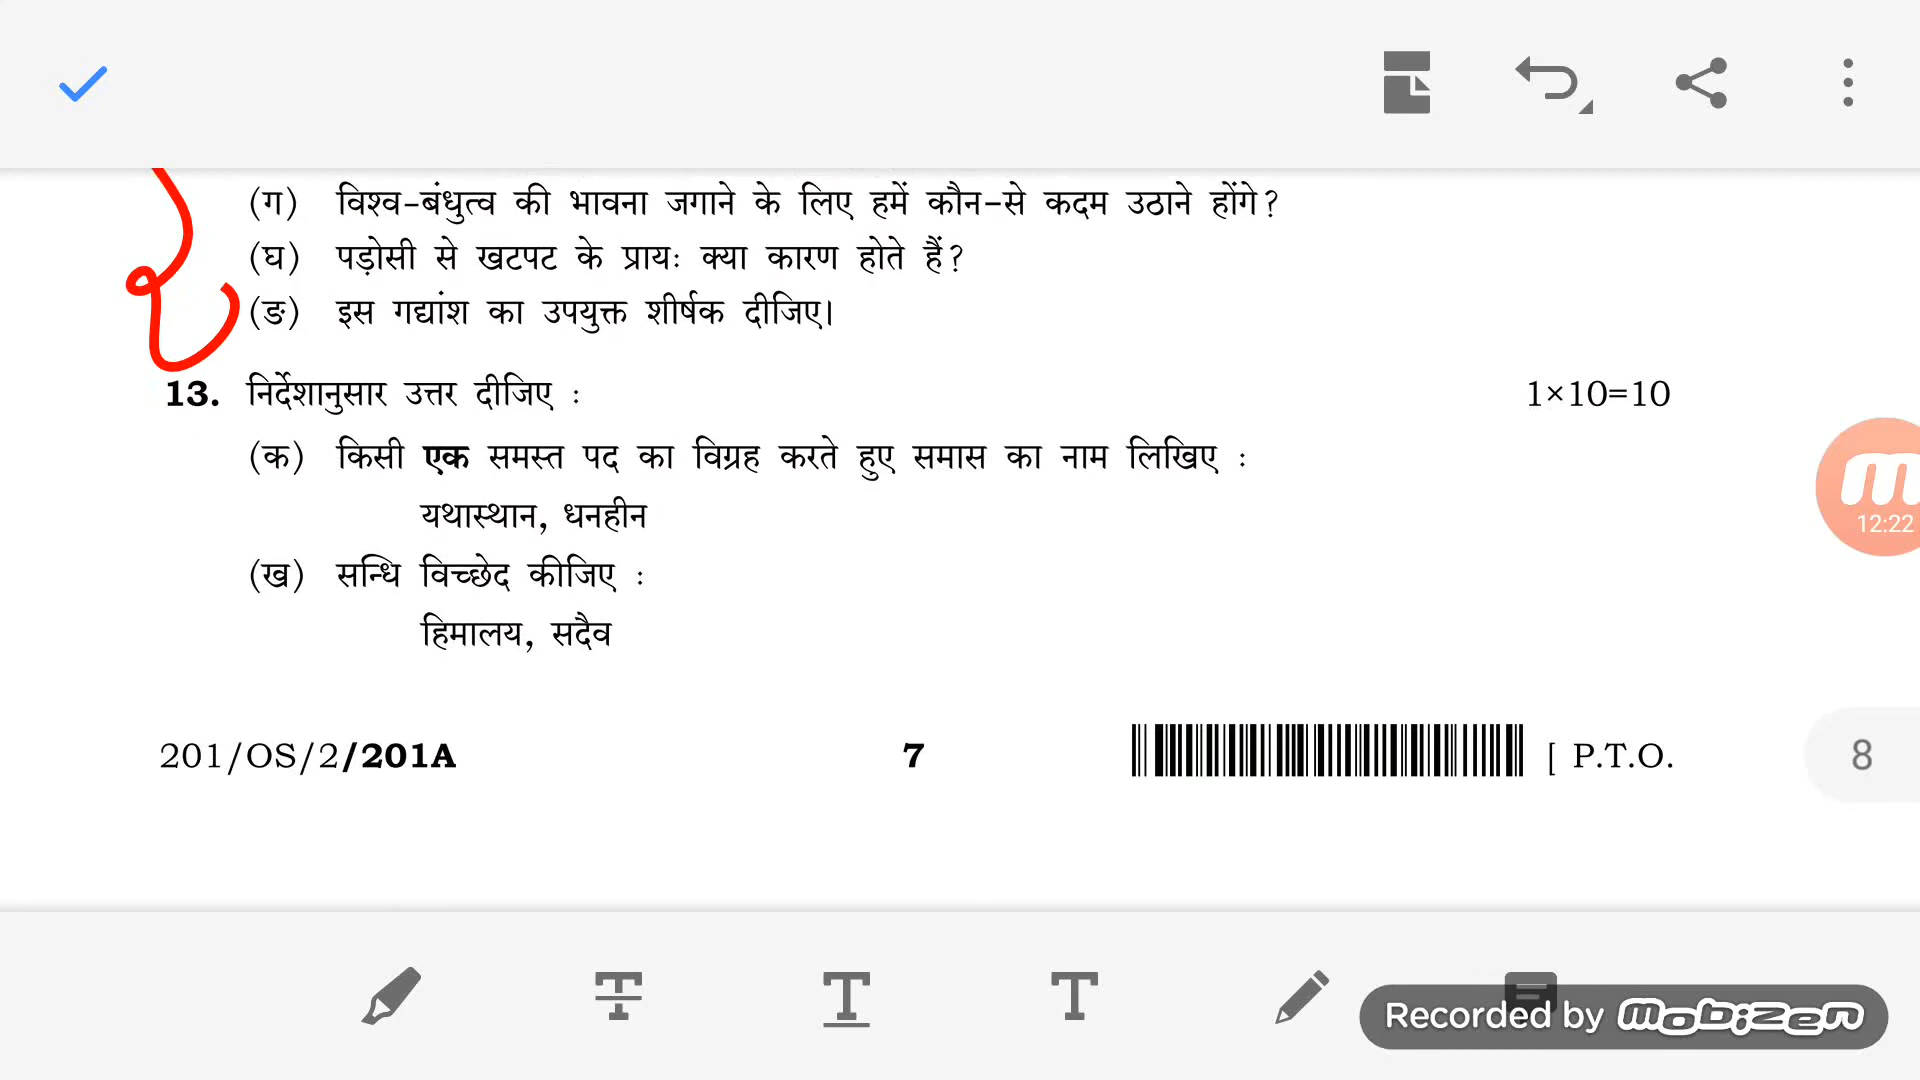 (ग) विश्व-बंधुत्व की भावना जगाने के लिए हमें कौन-से कदम उठाने होंगे?
(घ) पड़ोसी से खटपट के प्रायः क्या कारण होते हैं?
(ङ) इस गद्यांश का उपयुक्त शीर्षक दीजिए।
13. निर्देशानुसार उत्तर दीजिए : 1×10=10
(क) किसी एक समस्त पद का विग्रह करते हुए समास का नाम लिखिए :
यथास्थान, धनहीन
12:22
(ख) सन्धि विच्छेद कीजिए :
हिमालय, सदैव
201/OS/2/201A 7 [ P.T.O.
8
Recorded by mobizen